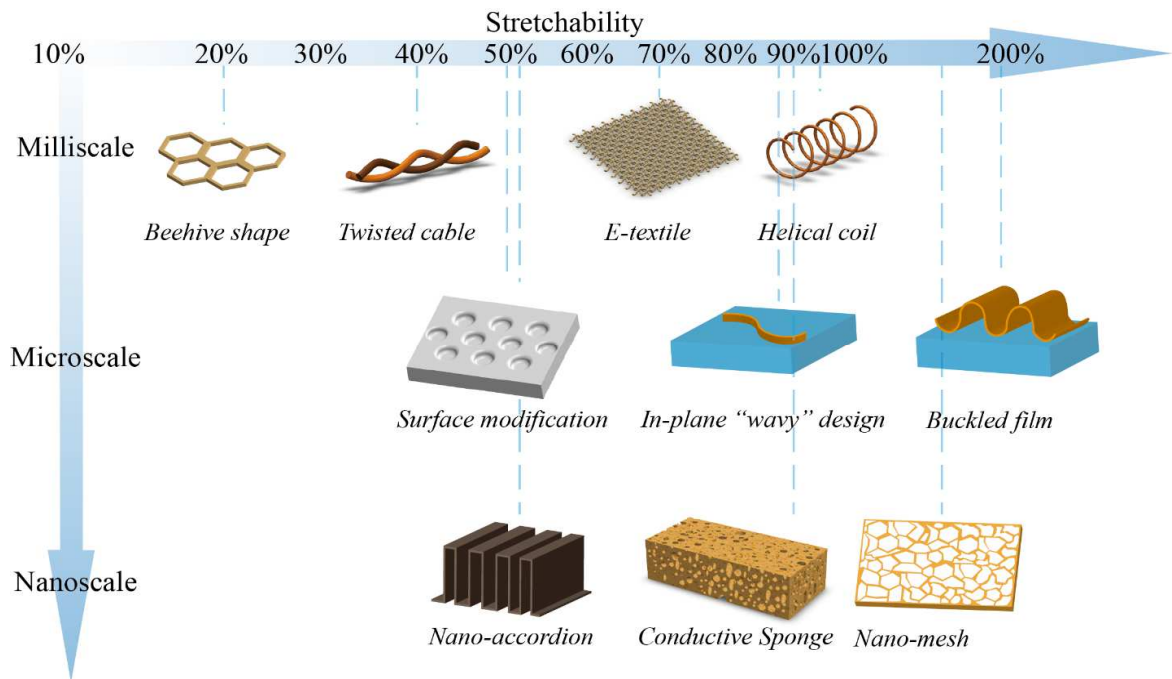 Stretchability
10% 20% 30% 40% 50% 60% 70% 80% 90% 100% 200%
Milliscale
Beehive shape Twisted cable E-textile Helical coil
Microscale
Surface modification In-plane “wavy” design Buckled film
Nanoscale
Nano-accordion Conductive Sponge Nano-mesh